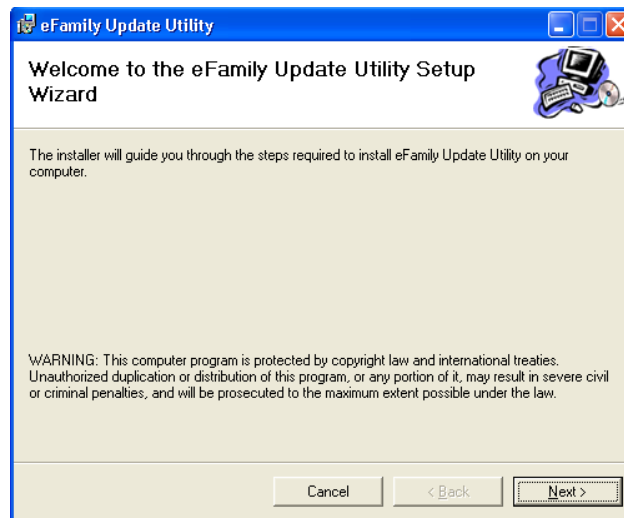 eFamily Update Utility
Welcome to the eFamily Update Utility Setup
Wizard
The installer will guide you through the steps required to install eFamily Update Utility on your
computer.
WARNING: This computer program is protected by copyright law and international treaties.
Unauthorized duplication or distribution of this program, or any portion of it, may result in severe civil
or criminal penalties, and will be prosecuted to the maximum extent possible under the law.
Cancel
< Back
Next >